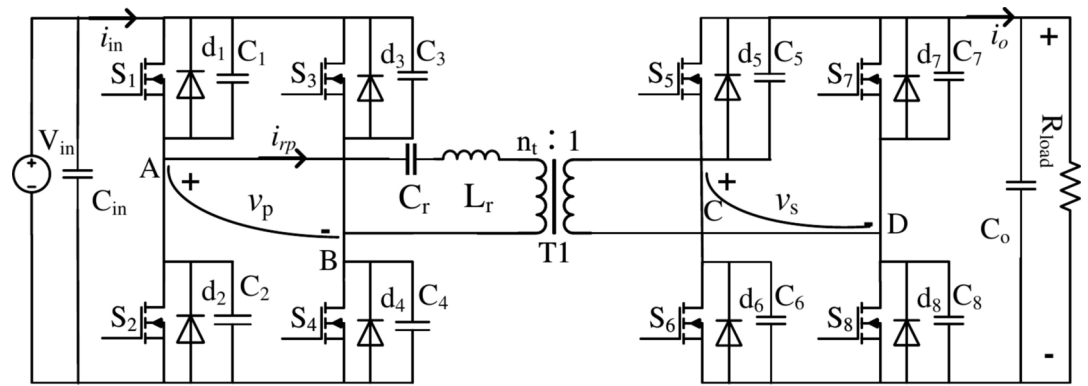 i_in
S_1
d_1
C_1
S_3
d_3
C_3
S_5
d_5
C_5
S_7
d_7
C_7
i_o
+
V_in
+
-
C_in
A
i_rp
C_r
L_r
n_t : 1
T1
+
v_p
-
B
+
v_s
-
C
D
C_o
R_load
S_2
d_2
C_2
S_4
d_4
C_4
S_6
d_6
C_6
S_8
d_8
C_8
-